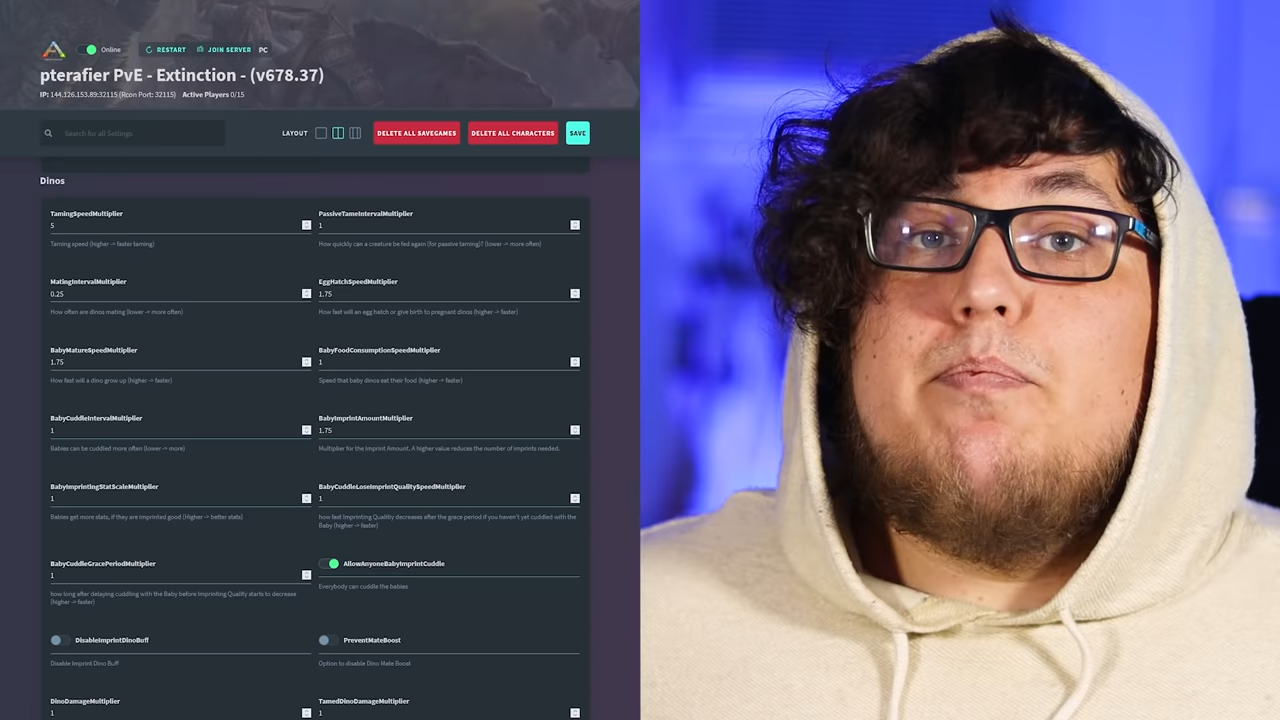 Online
RESTART
JOIN SERVER
PC
pterafier PvE - Extinction - (v678.37)
IP: 144.126.153.89:32115 (Rcon Port: 32115) Active Players 0/15
Search for all Settings
LAYOUT
DELETE ALL SAVEGAMES
DELETE ALL CHARACTERS
SAVE
Dinos
TamingSpeedMultiplier
5
Taming speed (higher -> faster taming)
PassiveTameIntervalMultiplier
1
How quickly can a creature be fed again (for passive taming)? (lower -> more often)
MatingIntervalMultiplier
0.25
How often are dinos mating (lower -> more often)
EggHatchSpeedMultiplier
1.75
How fast will an egg hatch or give birth to pregnant dinos (higher -> faster)
BabyMatureSpeedMultiplier
1.75
How fast will a dino grow up (higher -> faster)
BabyFoodConsumptionSpeedMultiplier
1
Speed that baby dinos eat their food (higher -> faster)
BabyCuddleIntervalMultiplier
1
Babies can be cuddled more often (lower -> more)
BabyImprintAmountMultiplier
1.75
Multiplier for the Imprint Amount. A higher value reduces the number of imprints needed.
BabyImprintingStatScaleMultiplier
1
Babies get more stats, if they are imprinted good (Higher -> better stats)
BabyCuddleLoseImprintQualitySpeedMultiplier
1
how fast Imprinting Quality decreases after the grace period if you haven't yet cuddled with the
Baby (higher -> faster)
BabyCuddleGracePeriodMultiplier
1
how long after delaying cuddling with the Baby before Imprinting Quality starts to decrease
(higher -> faster)
AllowAnyoneBabyImprintCuddle
Everybody can cuddle the babies
DisableImprintDinoBuff
Disable Imprint Dino Buff
PreventMateBoost
Option to disable Dino Mate Boost
DinoDamageMultiplier
1
TamedDinoDamageMultiplier
1